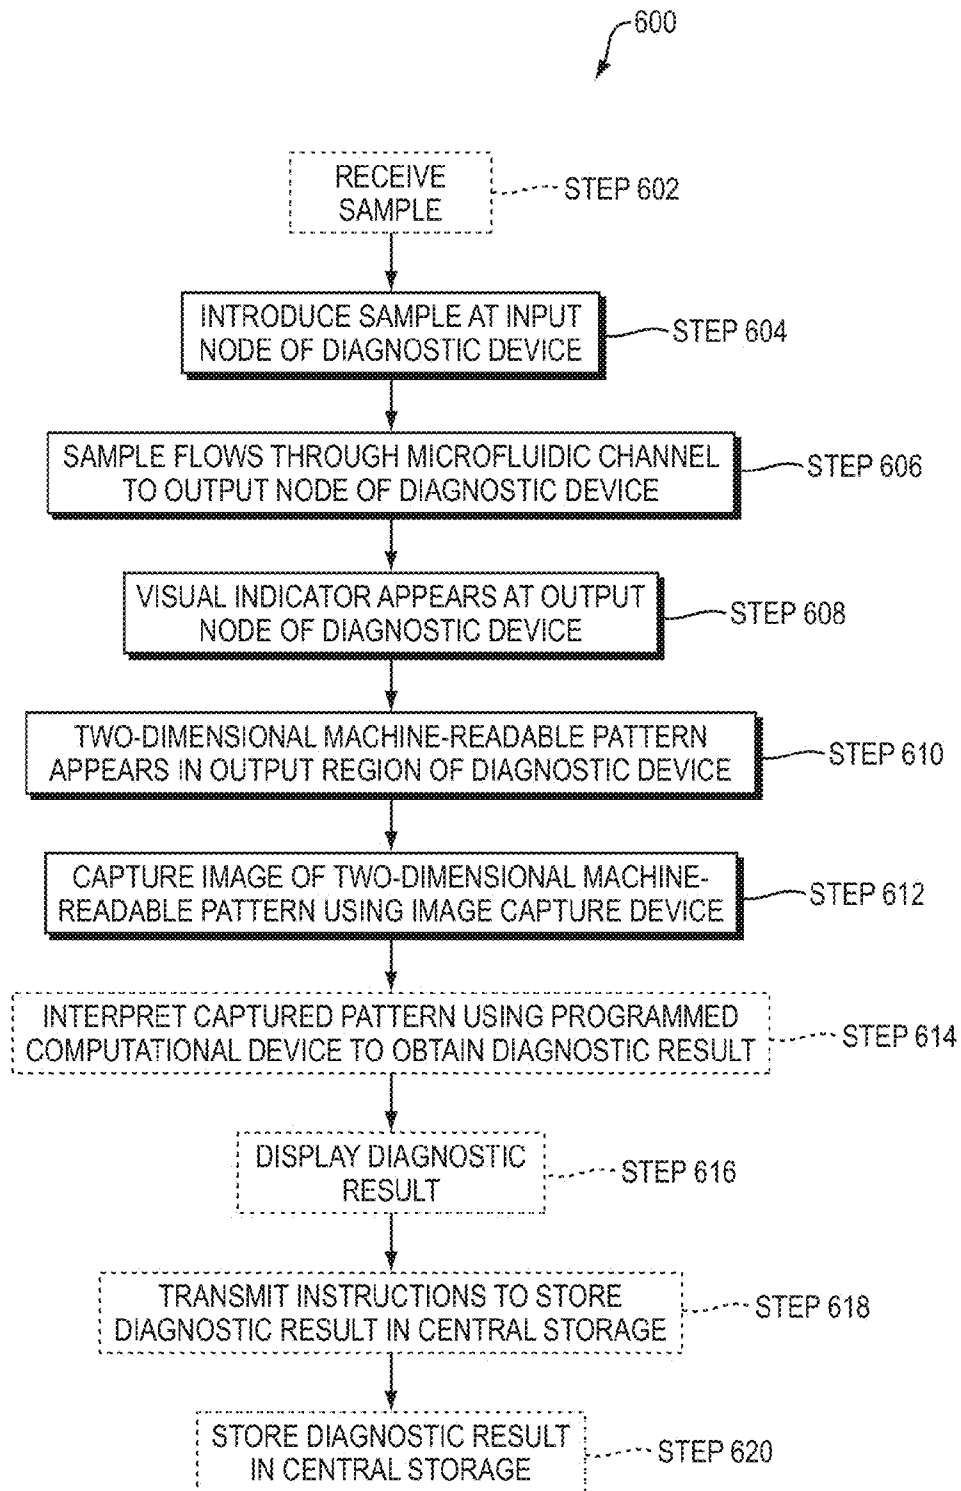 600
RECEIVE
SAMPLE
STEP 602
INTRODUCE SAMPLE AT INPUT
NODE OF DIAGNOSTIC DEVICE
STEP 604
SAMPLE FLOWS THROUGH MICROFLUIDIC CHANNEL
TO OUTPUT NODE OF DIAGNOSTIC DEVICE
STEP 606
VISUAL INDICATOR APPEARS AT OUTPUT
NODE OF DIAGNOSTIC DEVICE
STEP 608
TWO-DIMENSIONAL MACHINE-READABLE PATTERN
APPEARS IN OUTPUT REGION OF DIAGNOSTIC DEVICE
STEP 610
CAPTURE IMAGE OF TWO-DIMENSIONAL MACHINE-
READABLE PATTERN USING IMAGE CAPTURE DEVICE
STEP 612
INTERPRET CAPTURED PATTERN USING PROGRAMMED
COMPUTATIONAL DEVICE TO OBTAIN DIAGNOSTIC RESULT
STEP 614
DISPLAY DIAGNOSTIC
RESULT
STEP 616
TRANSMIT INSTRUCTIONS TO STORE
DIAGNOSTIC RESULT IN CENTRAL STORAGE
STEP 618
STORE DIAGNOSTIC RESULT
IN CENTRAL STORAGE
STEP 620